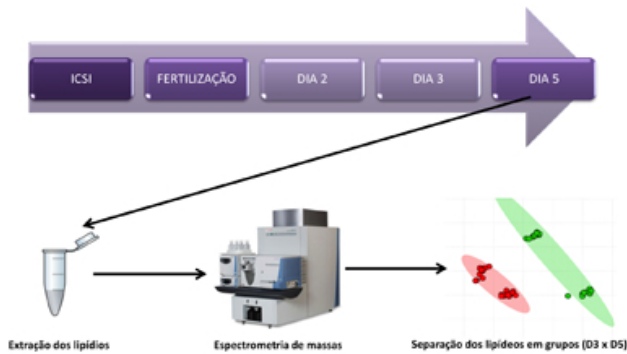 ICSI
FERTILIZAÇÃO
DIA 2
DIA 3
DIA 5
Extração dos lipídios
Espectrometria de massas
Separação dos lipídeos em grupos (D3 x D5)